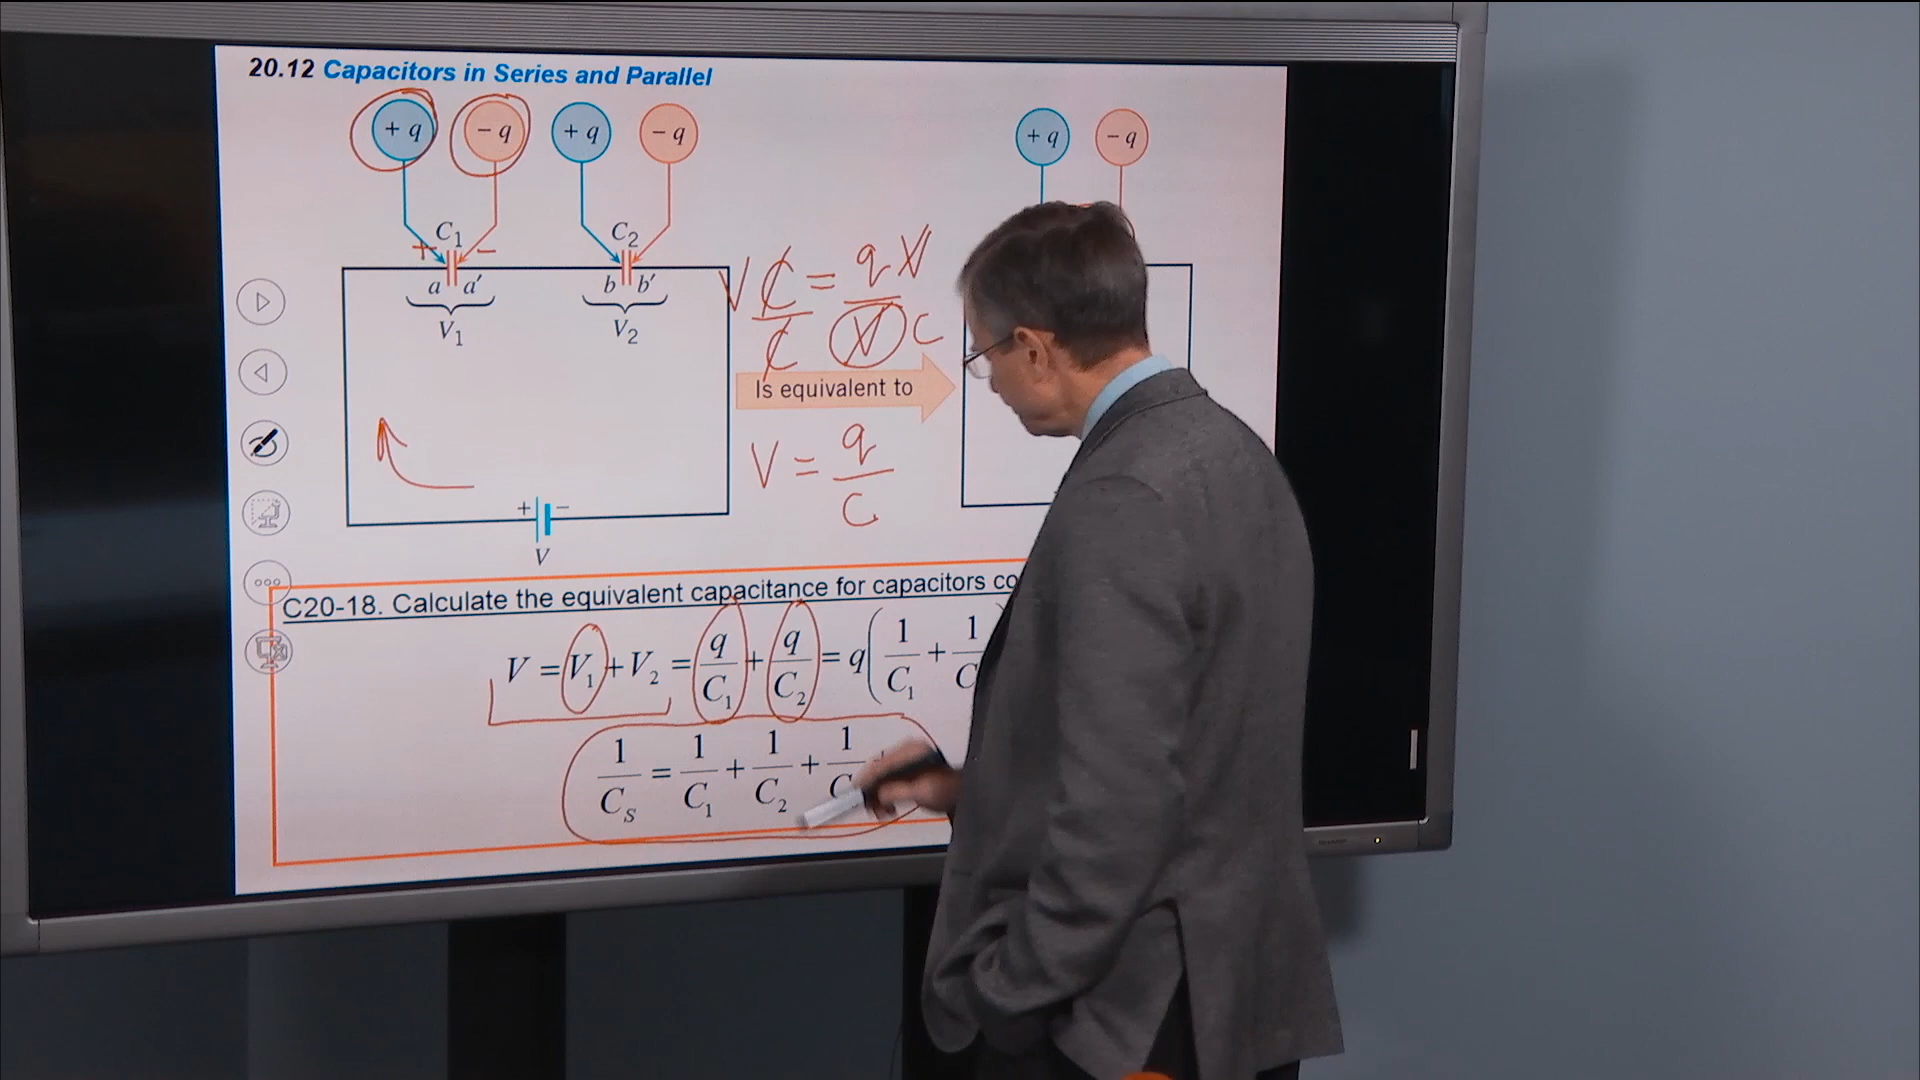 20.12 Capacitors in Series and Parallel
+ q - q + q - q + q - q
C1 C2
+ -
a a′ b b′
V1 V2
V C / C = q V / V C
Is equivalent to
V = q / C
+ -
V
C20-18. Calculate the equivalent capacitance for capacitors
V = V1 + V2 = q/C1 + q/C2 = q(1/C1 + 1/C
1/CS = 1/C1 + 1/C2 + 1/C